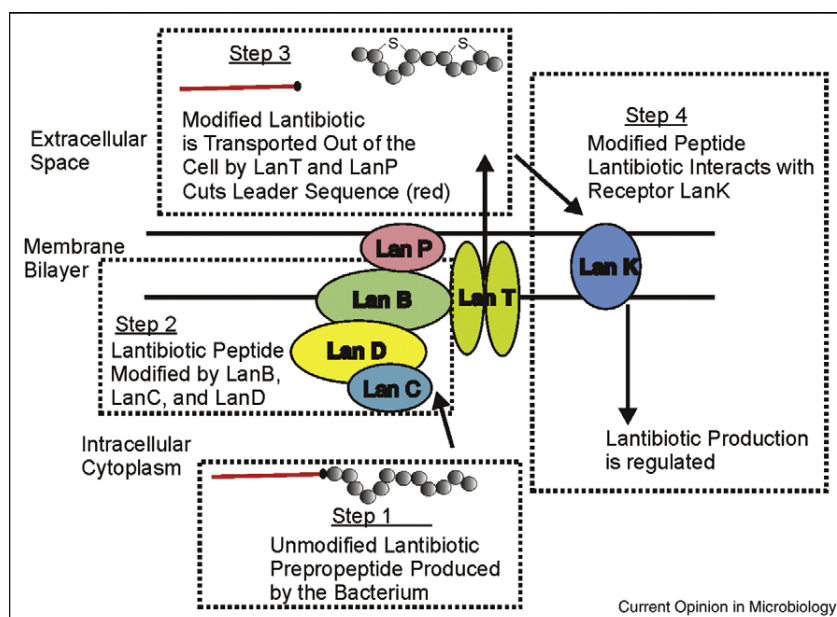 Step 3
S
S
Modified Lantibiotic
is Transported Out of the
Cell by LanT and LanP
Cuts Leader Sequence (red)
Extracellular
Space
Step 4
Modified Peptide
Lantibiotic Interacts with
Receptor LanK
Membrane
Bilayer
Lan P
Lan B
Lan T
Lan K
Step 2
Lantibiotic Peptide
Modified by LanB,
LanC, and LanD
Lan D
Lan C
Lantibiotic Production
is regulated
Intracellular
Cytoplasm
Step 1
Unmodified Lantibiotic
Prepropeptide Produced
by the Bacterium
Current Opinion in Microbiology